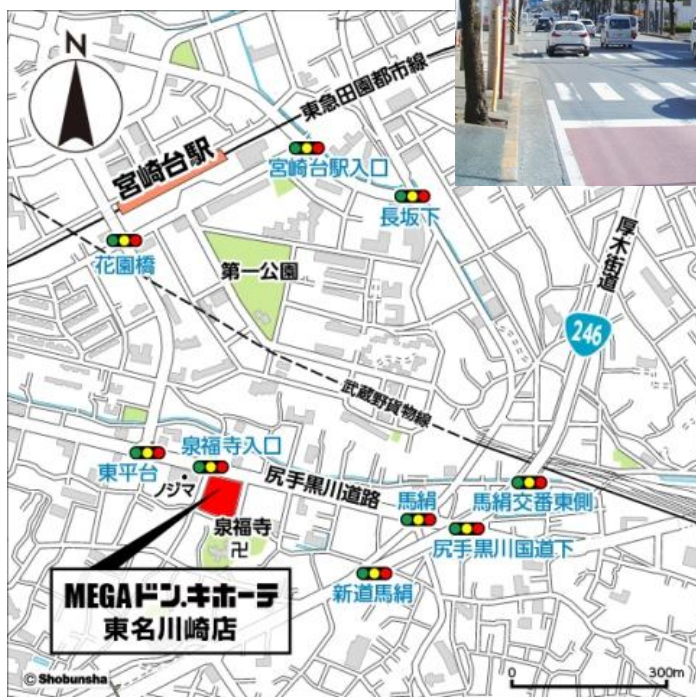 N
東急田園都市線
宮崎台駅
宮崎台駅入口
長坂下
厚木街道
花園橋
第一公園
246
武蔵野貨物線
泉福寺入口
東平台
ノジマ
尻手黒川道路
馬絹
馬絹交番東側
泉福寺
卍
尻手黒川国道下
新道馬絹
MEGAドン.キホーテ
東名川崎店
© Shobunsha
0
300m